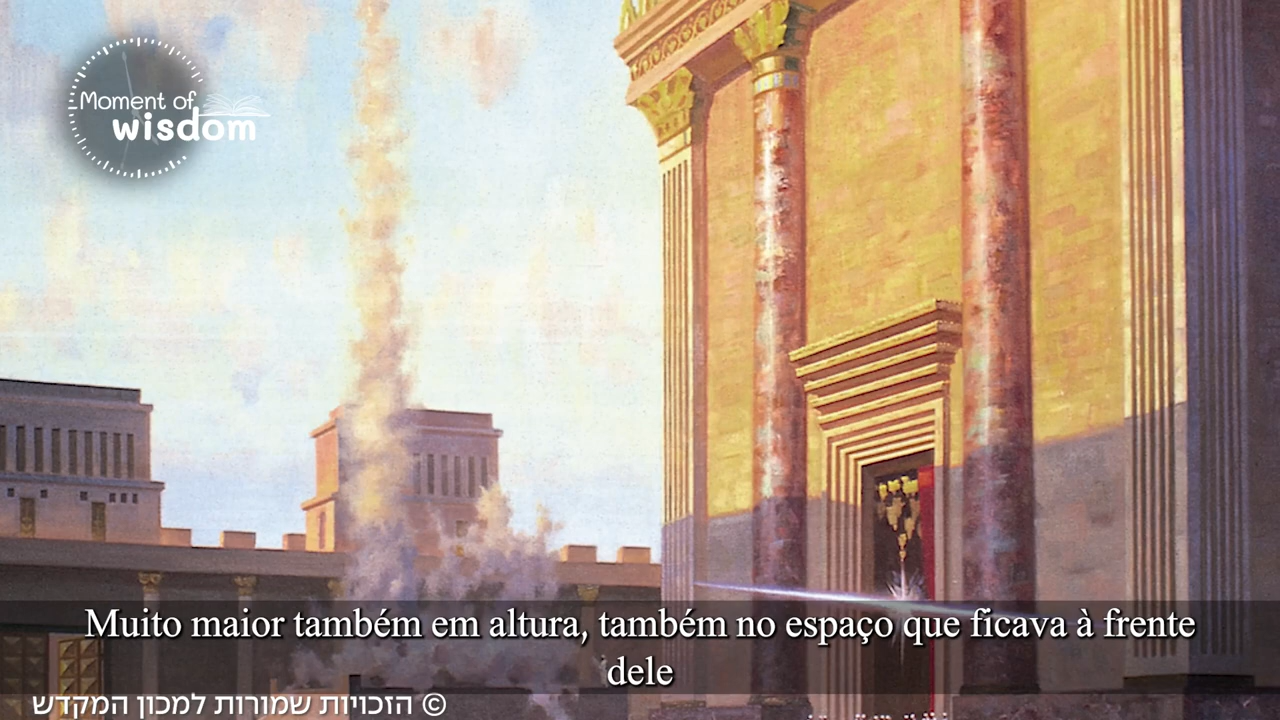 Moment of
wisdom
Muito maior também em altura, também no espaço que ficava à frente
dele
© הזכויות שמורות למכון המקדש